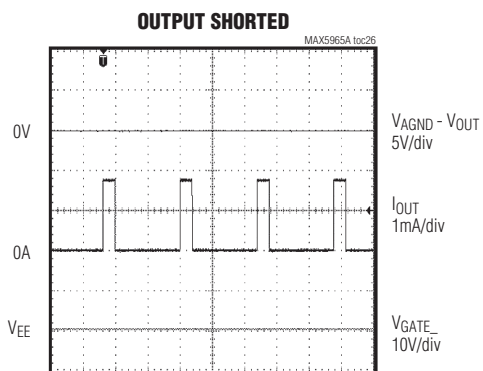 OUTPUT SHORTED
MAX5965A toc26
T
0V
VAGND - VOUT
5V/div
IOUT
1mA/div
0A
VEE
VGATE_
10V/div